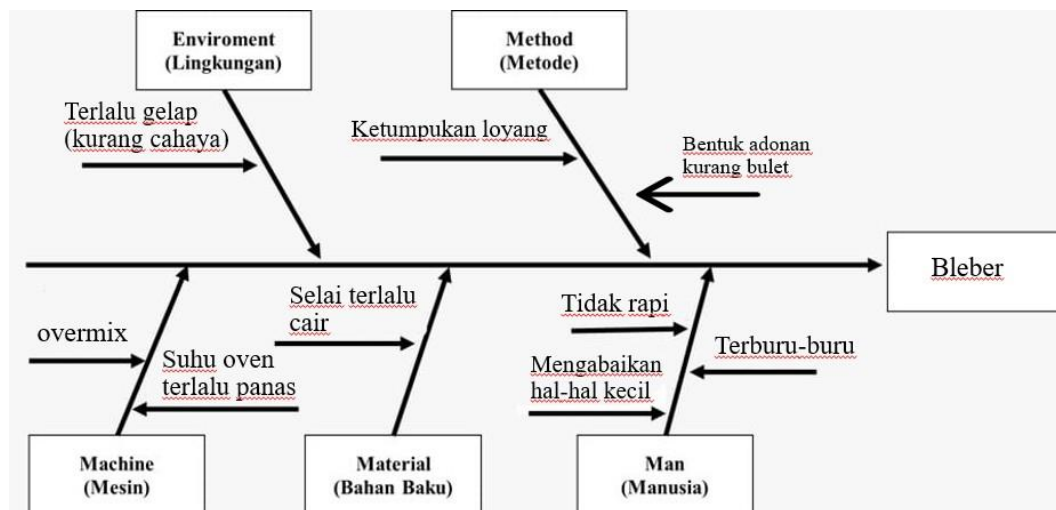 Enviroment
(Lingkungan)
Method
(Metode)
Terlalu gelap
(kurang cahaya)
Ketumpukan loyang
Bentuk adonan
kurang bulet
Bleber
Selai terlalu
cair
Tidak rapi
overmix
Terburu-buru
Suhu oven
terlalu panas
Mengabaikan
hal-hal kecil
Machine
(Mesin)
Material
(Bahan Baku)
Man
(Manusia)